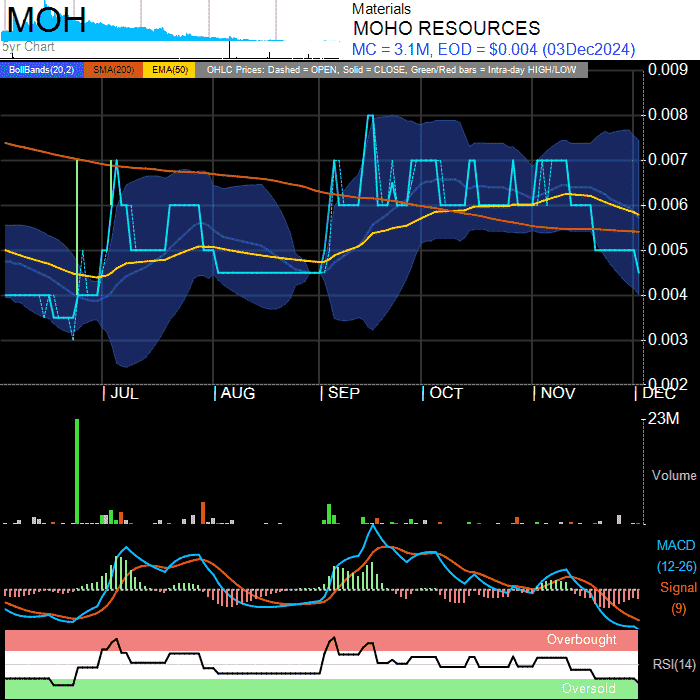 MOH
5yr Chart
Materials
MOHO RESOURCES
MC = 3.1M, EOD = $0.004 (03Dec2024)
BollBands(20,2) SMA(200) EMA(50) OHLC Prices: Dashed = OPEN, Solid = CLOSE, Green/Red bars = Intra-day HIGH/LOW
0.009
0.008
0.007
0.006
0.005
0.004
0.003
0.002
| JUL | AUG | SEP | OCT | NOV | DEC
23M
Volume
MACD
(12-26)
Signal
(9)
Overbought
RSI(14)
Oversold